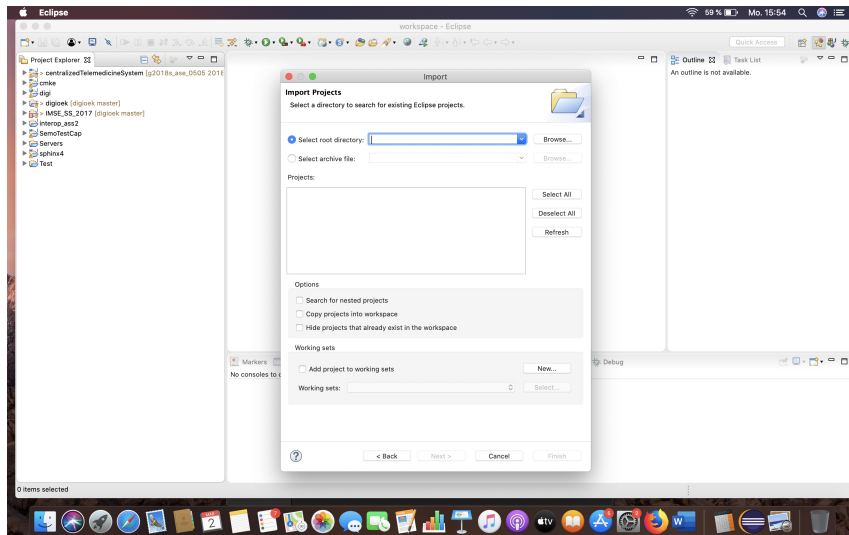 Eclipse
59 %
Mo. 15:54
workspace - Eclipse
Quick Access
Project Explorer
> centralizedTelemedicineSystem [g2018s_ase_0505 2018
cmke
digi
> digioek [digioek master]
> IMSE_SS_2017 [digioek master]
interop_ass2
SemoTestCap
Servers
sphinx4
Test
Outline
Task List
An outline is not available.
Import
Import Projects
Select a directory to search for existing Eclipse projects.
Select root directory:
Browse...
Select archive file:
Browse...
Projects:
Select All
Deselect All
Refresh
Options
Search for nested projects
Copy projects into workspace
Hide projects that already exist in the workspace
Working sets
Add project to working sets
New...
Working sets:
Select...
Markers
Debug
No consoles to
?
< Back
Next >
Cancel
Finish
0 items selected
2
tv
W